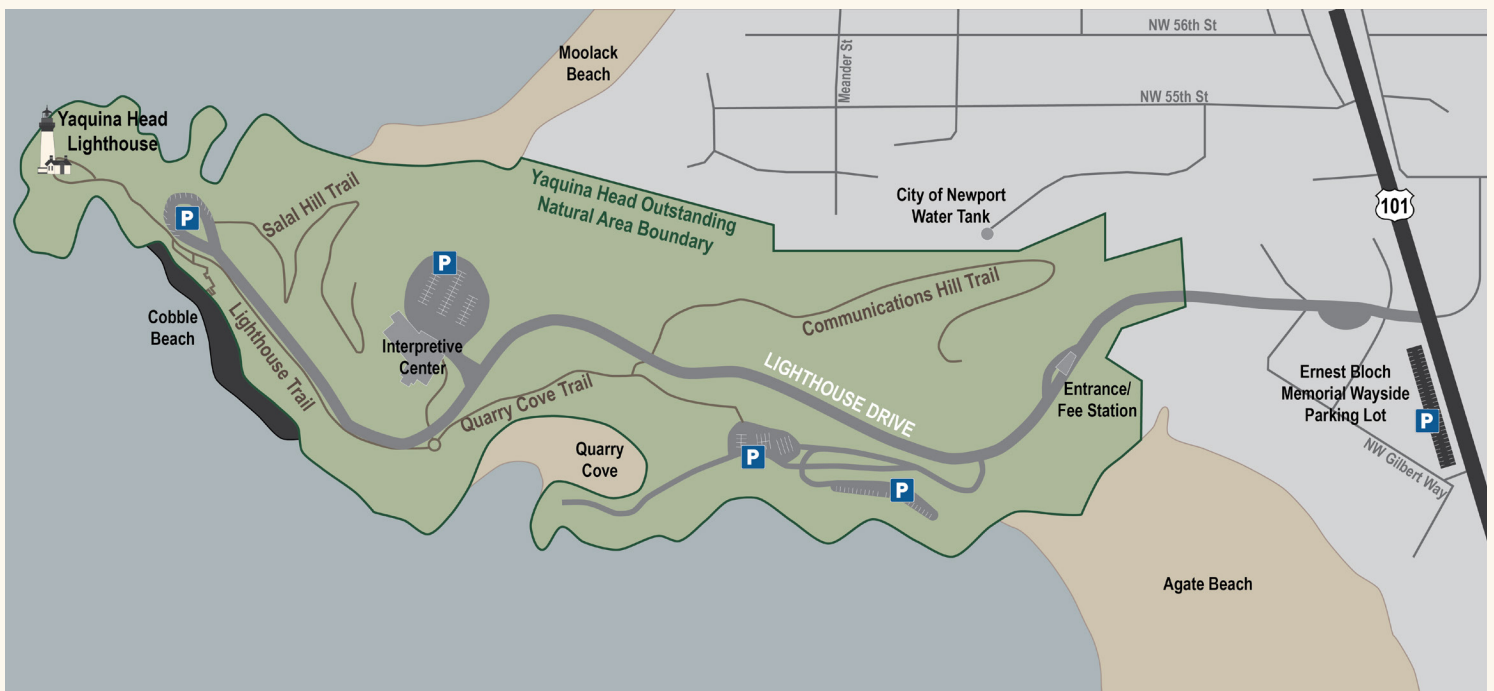 NW 56th St
Moolack
Beach
Meander St
NW 55th St
Yaquina Head
Lighthouse
P
Salal Hill Trail
Yaquina Head Outstanding
Natural Area Boundary
City of Newport
Water Tank
101
P
Communications Hill Trail
Cobble
Beach
Lighthouse Trail
Interpretive
Center
LIGHTHOUSE DRIVE
Quarry Cove Trail
Entrance/
Fee Station
Ernest Bloch
Memorial Wayside
Parking Lot
P
Quarry
Cove
P
P
NW Gilbert Way
Agate Beach